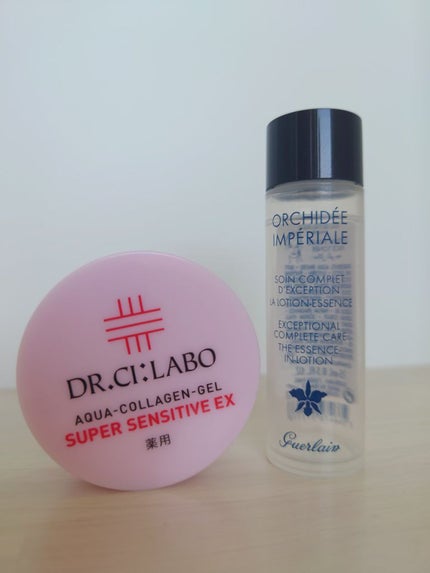 DR.CI:LABO
AQUA-COLLAGEN-GEL
SUPER SENSITIVE EX
薬用
ORCHIDÉE
IMPÉRIALE
SOIN COMPLET
D'EXCEPTION
LA LOTION-ESSENCE
EXCEPTIONAL
COMPLETE CARE
THE ESSENCE-
IN-LOTION
Guerlain